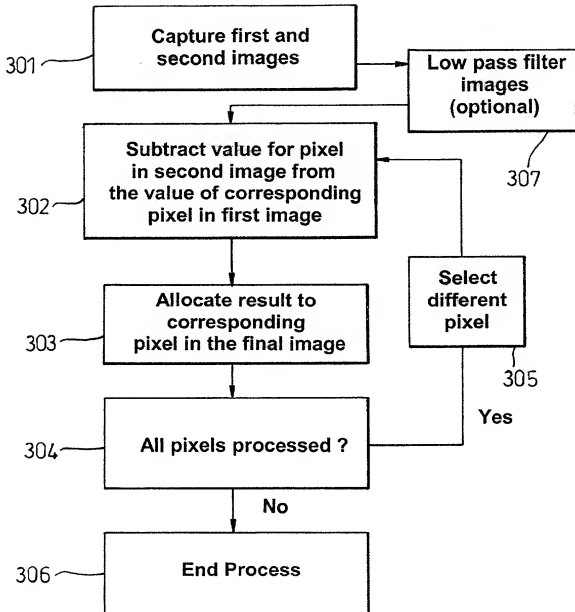 301
Capture first and
second images
Low pass filter
images
(optional)
307
302
Subtract value for pixel
in second image from
the value of corresponding
pixel in first image
303
Allocate result to
corresponding
pixel in the final image
Select
different
pixel
305
304
All pixels processed ?
Yes
No
306
End Process